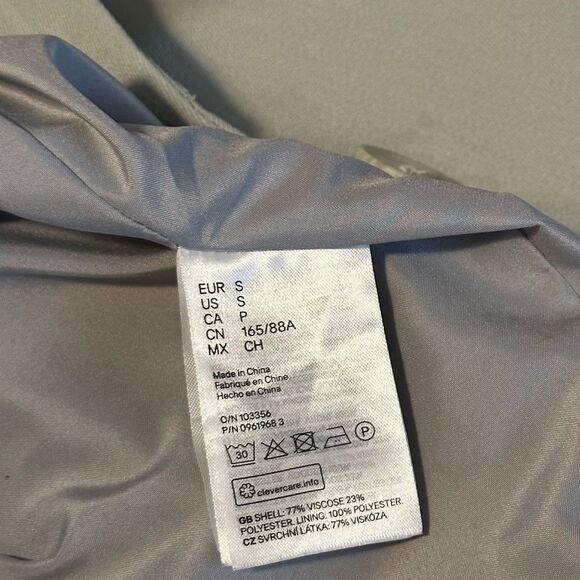 EUR S
US S
CA P
CN 165/88A
MX CH
Made in China
Fabriqué en Chine
Hecho en China
O/N 103356
P/N 0961968 3
30 P
clevercare.info
GB SHELL: 77% VISCOSE 23%
POLYESTER. LINING: 100% POLYESTER.
CZ SVRCHNÍ LÁTKA: 77% VISKÓZA